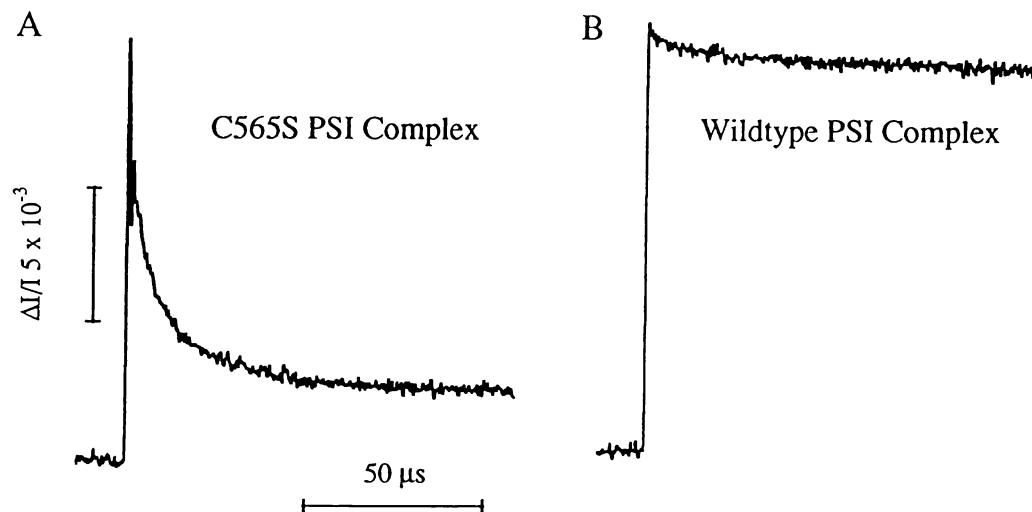 A
C565S PSI Complex
ΔI/I 5 x 10⁻³
50 μs
B
Wildtype PSI Complex